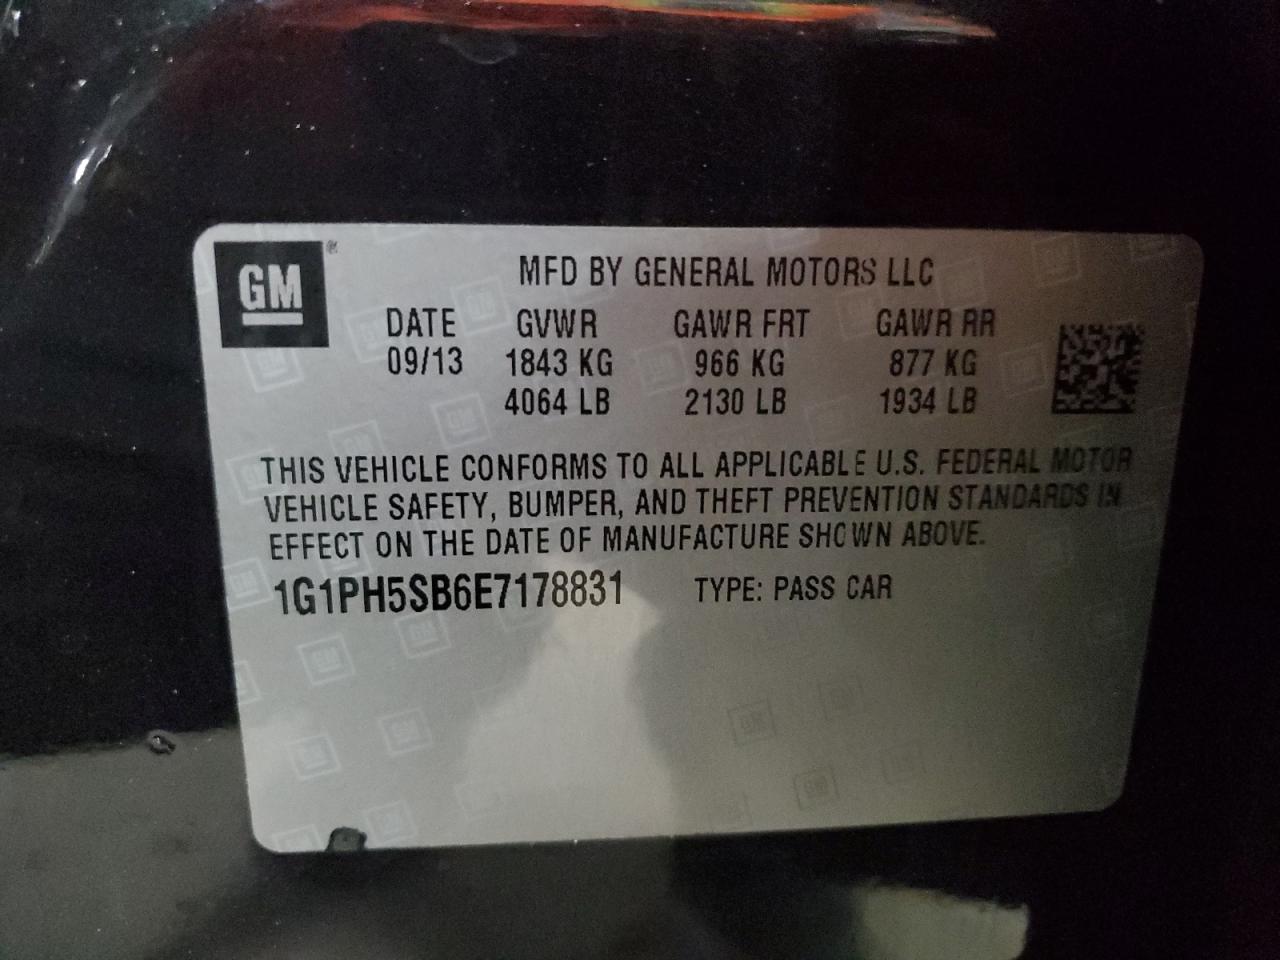 GM
MFD BY GENERAL MOTORS LLC
DATE GVWR GAWR FRT GAWR RR
09/13 1843 KG 966 KG 877 KG
4064 LB 2130 LB 1934 LB
THIS VEHICLE CONFORMS TO ALL APPLICABLE U.S. FEDERAL MOTOR
VEHICLE SAFETY, BUMPER, AND THEFT PREVENTION STANDARDS IN
EFFECT ON THE DATE OF MANUFACTURE SHOWN ABOVE.
1G1PH5SB6E7178831 TYPE: PASS CAR